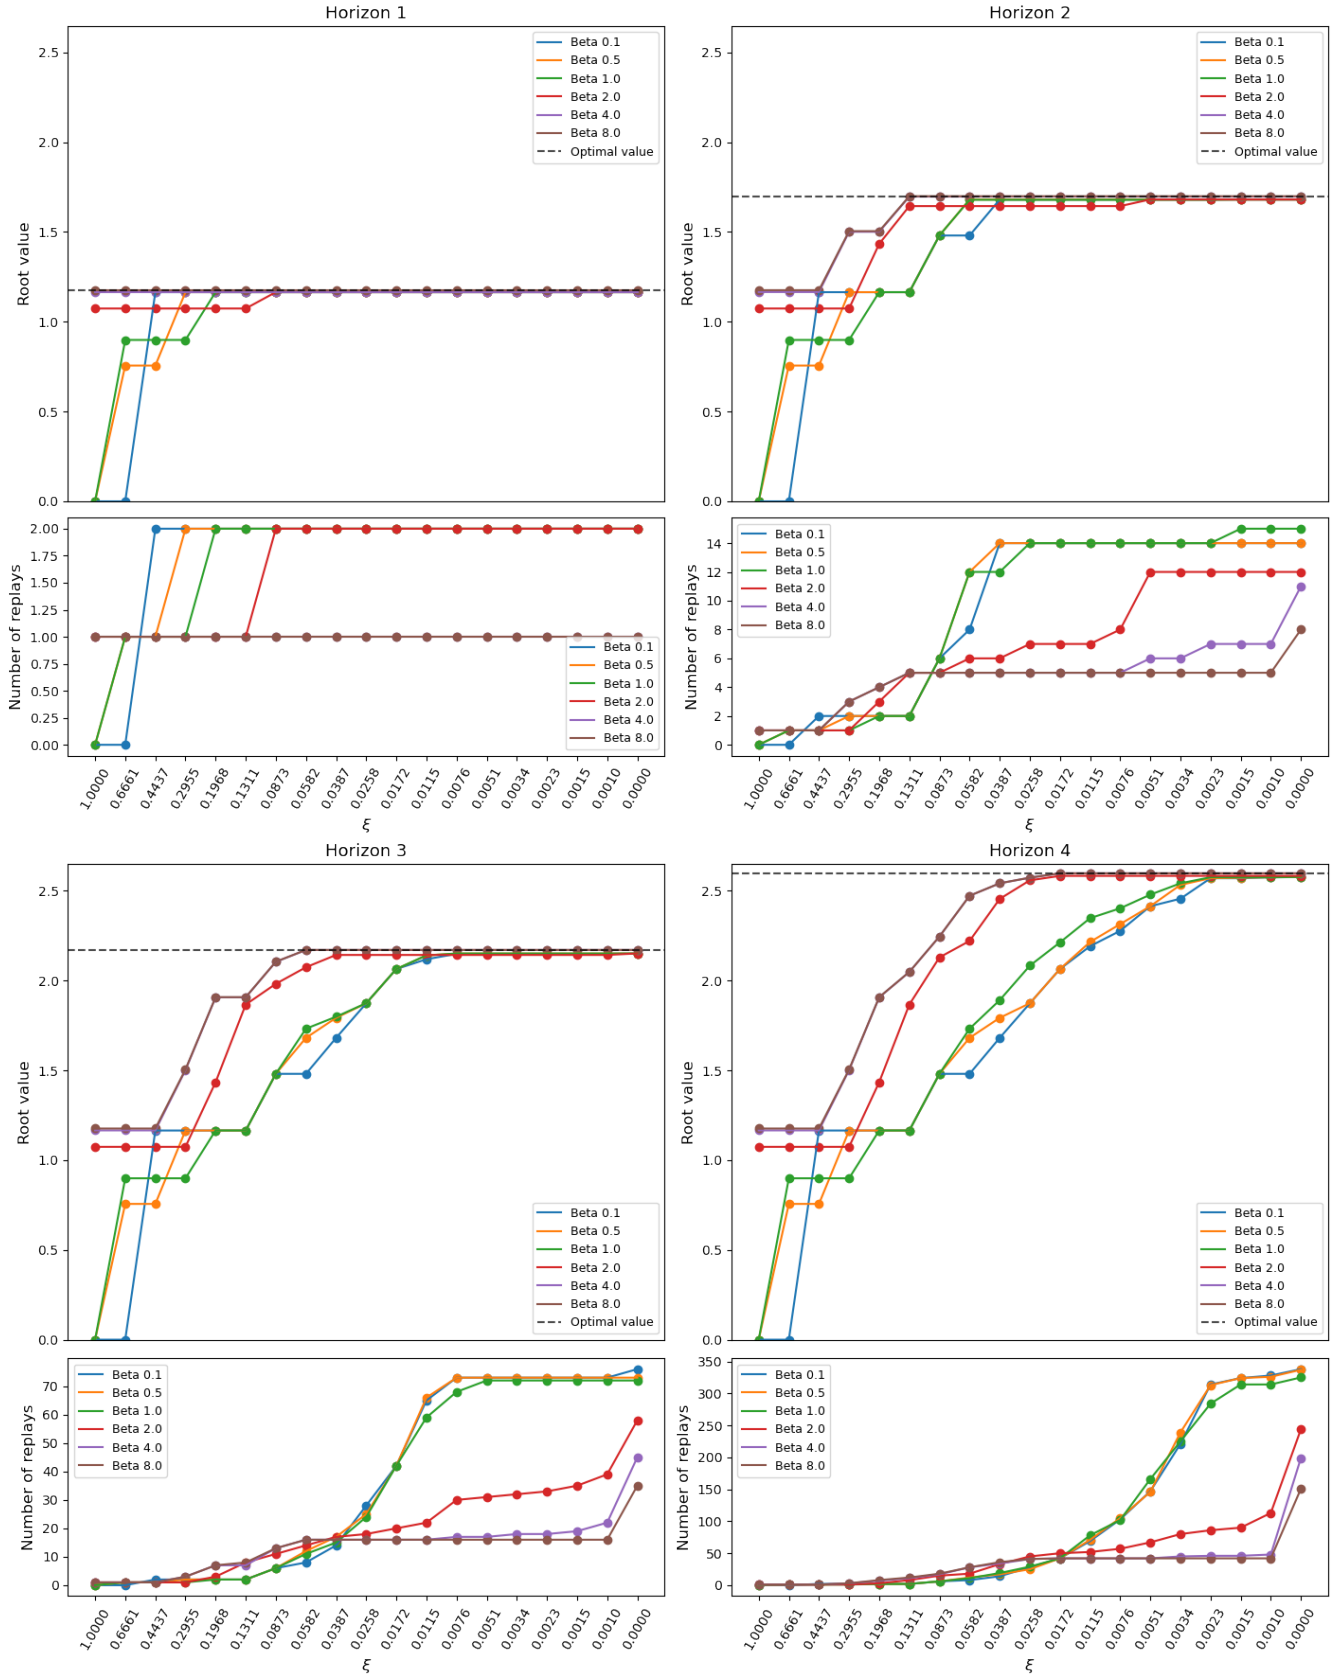 Horizon 1
2.5
2.0
1.5
1.0
0.5
0.0
Root value
Beta 0.1
Beta 0.5
Beta 1.0
Beta 2.0
Beta 4.0
Beta 8.0
Optimal value
2.00
1.75
1.50
1.25
1.00
0.75
0.50
0.25
0.00
Number of replays
Beta 0.1
Beta 0.5
Beta 1.0
Beta 2.0
Beta 4.0
Beta 8.0
1.0000
0.6661
0.4437
0.2955
0.1968
0.1311
0.0873
0.0582
0.0387
0.0258
0.0172
0.0115
0.0076
0.0051
0.0034
0.0023
0.0015
0.0010
0.0000
ξ
Horizon 2
2.5
2.0
1.5
1.0
0.5
0.0
Root value
Beta 0.1
Beta 0.5
Beta 1.0
Beta 2.0
Beta 4.0
Beta 8.0
Optimal value
14
12
10
8
6
4
2
0
Number of replays
Beta 0.1
Beta 0.5
Beta 1.0
Beta 2.0
Beta 4.0
Beta 8.0
1.0000
0.6661
0.4437
0.2955
0.1968
0.1311
0.0873
0.0582
0.0387
0.0258
0.0172
0.0115
0.0076
0.0051
0.0034
0.0023
0.0015
0.0010
0.0000
ξ
Horizon 3
2.5
2.0
1.5
1.0
0.5
0.0
Root value
Beta 0.1
Beta 0.5
Beta 1.0
Beta 2.0
Beta 4.0
Beta 8.0
Optimal value
70
60
50
40
30
20
10
0
Number of replays
Beta 0.1
Beta 0.5
Beta 1.0
Beta 2.0
Beta 4.0
Beta 8.0
1.0000
0.6661
0.4437
0.2955
0.1968
0.1311
0.0873
0.0582
0.0387
0.0258
0.0172
0.0115
0.0076
0.0051
0.0034
0.0023
0.0015
0.0010
0.0000
ξ
Horizon 4
2.5
2.0
1.5
1.0
0.5
0.0
Root value
Beta 0.1
Beta 0.5
Beta 1.0
Beta 2.0
Beta 4.0
Beta 8.0
Optimal value
350
300
250
200
150
100
50
0
Number of replays
Beta 0.1
Beta 0.5
Beta 1.0
Beta 2.0
Beta 4.0
Beta 8.0
1.0000
0.6661
0.4437
0.2955
0.1968
0.1311
0.0873
0.0582
0.0387
0.0258
0.0172
0.0115
0.0076
0.0051
0.0034
0.0023
0.0015
0.0010
0.0000
ξ